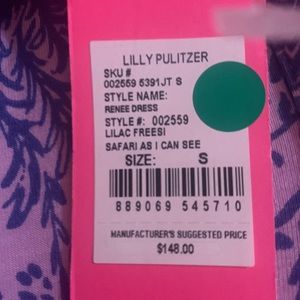 LILLY PULITZER
SKU #
002559 5391JT S
STYLE NAME:
RENEE DRESS
STYLE #: 002559
LILAC FREESI
SAFARI AS I CAN SEE
SIZE: S
889069 545710
MANUFACTURER'S SUGGESTED PRICE
$148.00